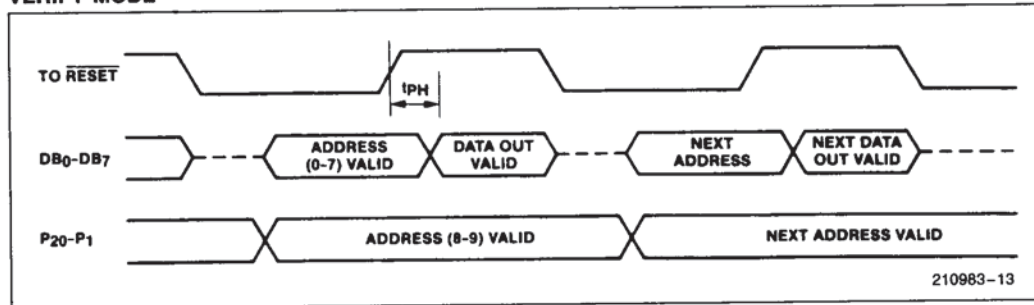 VERIFY MODE
TO RESET
tPH
DB0-DB7
ADDRESS
(0-7) VALID
DATA OUT
VALID
NEXT
ADDRESS
NEXT DATA
OUT VALID
P20-P1
ADDRESS (8-9) VALID
NEXT ADDRESS VALID
210983-13